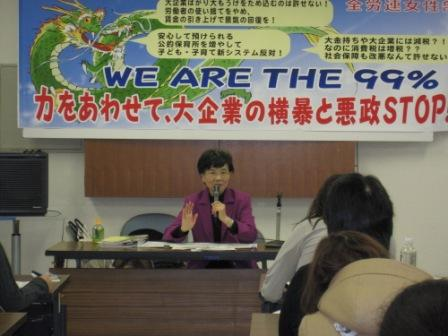 大企業ばかり大もうけをため込むのは許せない!
労働者の使い捨てをやめ、
賃金の引き上げで景気の回復を!
安心して預けられる
公的保育所を増やして
子ども・子育て新システム反対!
全労連女性
大金持ちや大企業には減税?!
なのに消費税は増税??
社会保障も改悪なんて許せない
WE ARE THE 99%
力をあわせて、大企業の横暴と悪政STOP